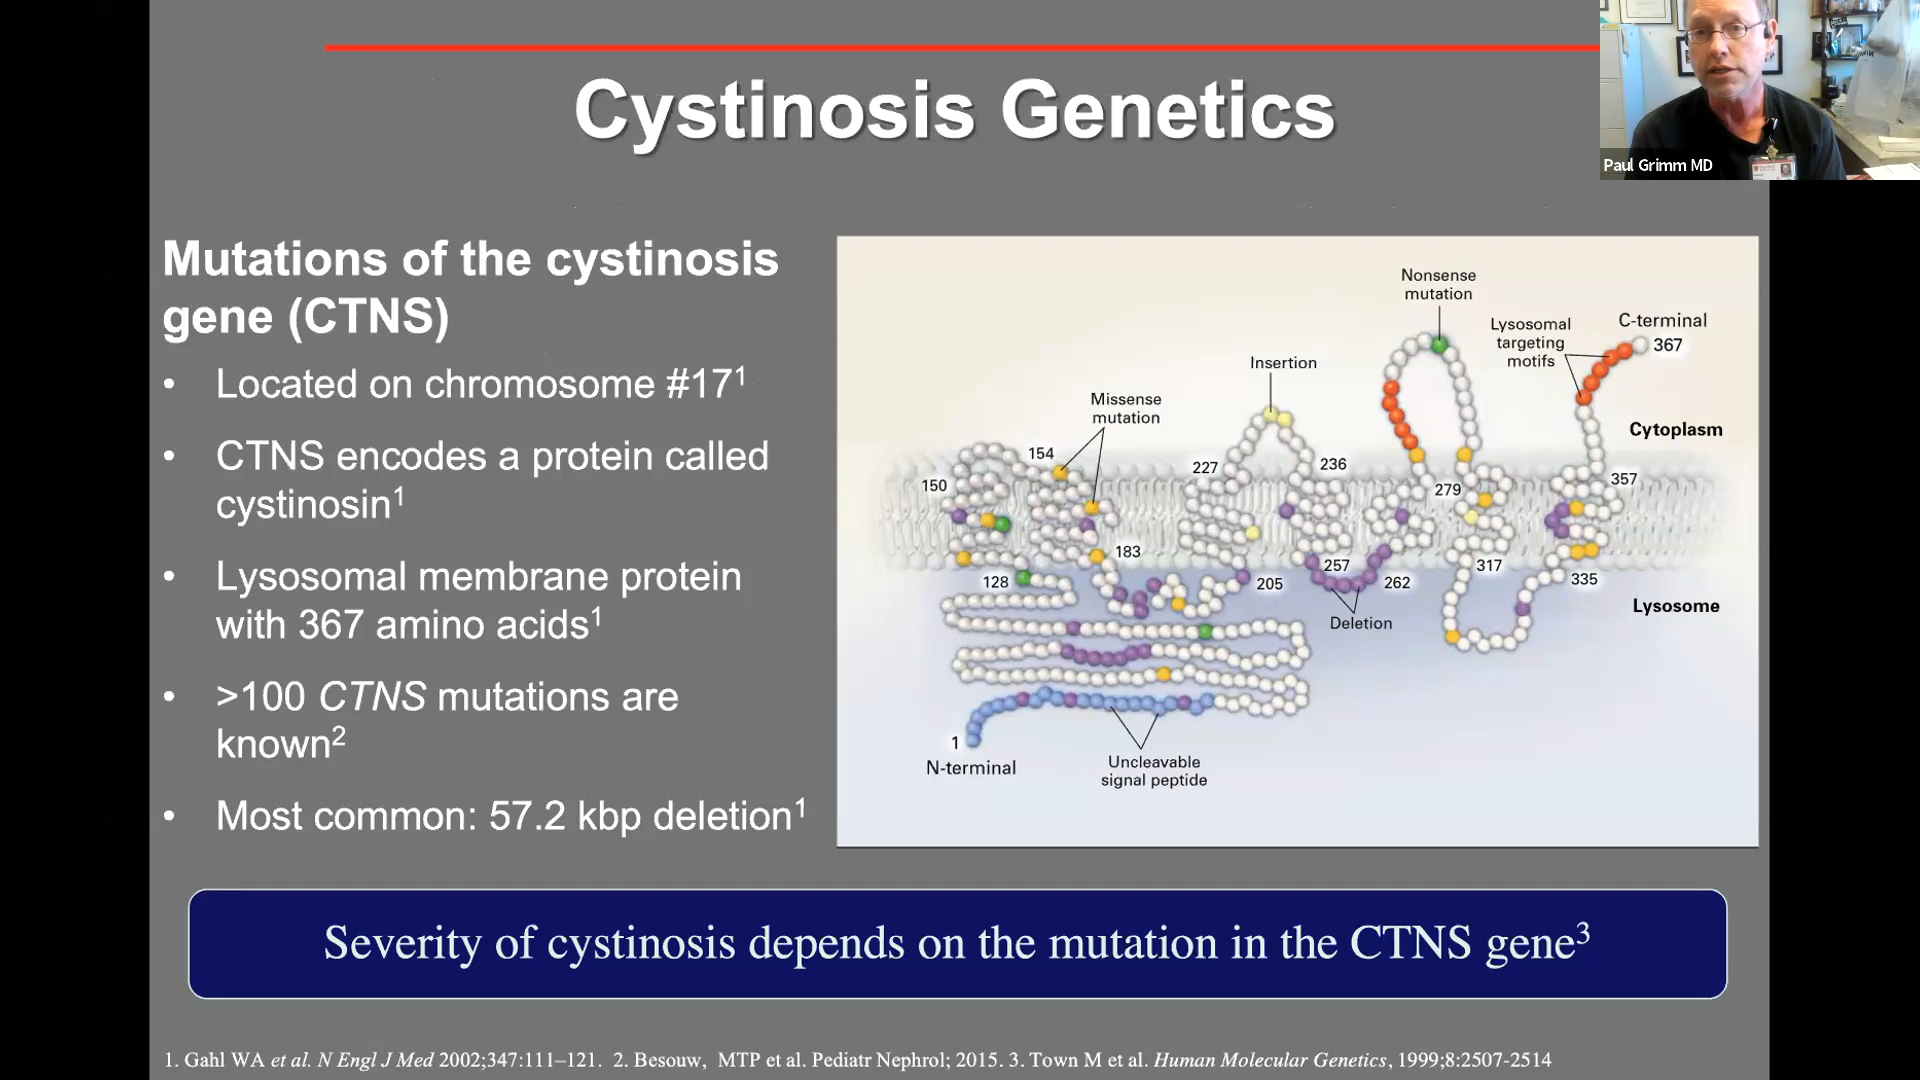 Cystinosis Genetics
Paul Grimm MD
Mutations of the cystinosis
gene (CTNS)
• Located on chromosome #17¹
• CTNS encodes a protein called
cystinosin¹
• Lysosomal membrane protein
with 367 amino acids¹
• >100 CTNS mutations are
known²
• Most common: 57.2 kbp deletion¹
Nonsense
mutation
Lysosomal
targeting
motifs
C-terminal
367
Insertion
Missense
mutation
Cytoplasm
150
154
227
236
279
357
183
128
205
257
262
317
335
Deletion
Lysosome
1
N-terminal
Uncleavable
signal peptide
Severity of cystinosis depends on the mutation in the CTNS gene³
1. Gahl WA et al. N Engl J Med 2002;347:111–121. 2. Besouw, MTP et al. Pediatr Nephrol; 2015. 3. Town M et al. Human Molecular Genetics, 1999;8:2507-2514